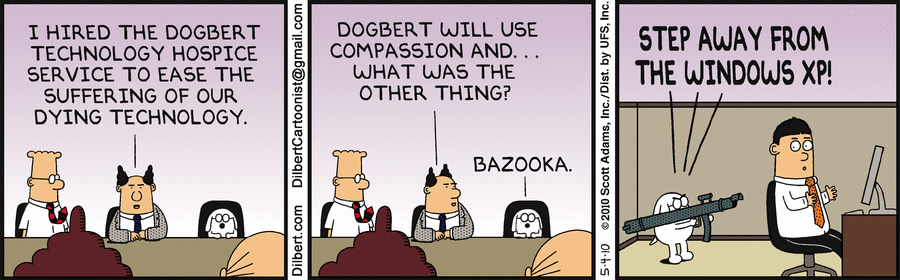 I HIRED THE DOGBERT
TECHNOLOGY HOSPICE
SERVICE TO EASE THE
SUFFERING OF OUR
DYING TECHNOLOGY.
Dilbert.com DilbertCartoonist@gmail.com
DOGBERT WILL USE
COMPASSION AND...
WHAT WAS THE
OTHER THING?
BAZOOKA.
5-4-10 © 2010 Scott Adams, Inc./Dist. by UFS, Inc.
STEP AWAY FROM
THE WINDOWS XP!